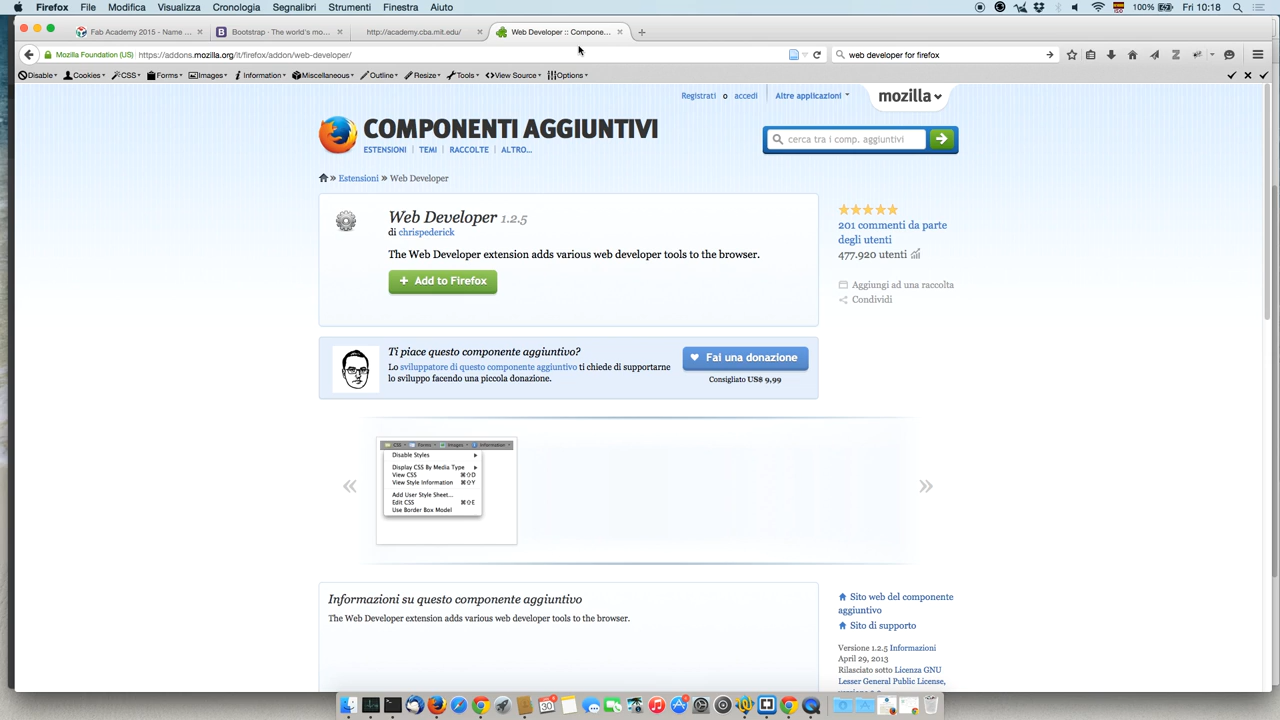 Firefox File Modifica Visualizza Cronologia Segnalibri Strumenti Finestra Aiuto 100% Fri 10:18
Fab Academy 2015 - Name ... Bootstrap · The world's mo... http://academy.cba.mit.edu/ Web Developer :: Compone...
Mozilla Foundation (US) https://addons.mozilla.org/it/firefox/addon/web-developer/ web developer for firefox
Disable Cookies CSS Forms Images Information Miscellaneous Outline Resize Tools View Source Options
Registrati o accedi Altre applicazioni mozilla
COMPONENTI AGGIUNTIVI
cerca tra i comp. aggiuntivi
ESTENSIONI TEMI RACCOLTE ALTRO...
» Estensioni » Web Developer
Web Developer 1.2.5
di chrispederick
The Web Developer extension adds various web developer tools to the browser.
+ Add to Firefox
201 commenti da parte
degli utenti
477.920 utenti
Aggiungi ad una raccolta
Condividi
Ti piace questo componente aggiuntivo?
Lo sviluppatore di questo componente aggiuntivo ti chiede di supportarne
lo sviluppo facendo una piccola donazione.
Fai una donazione
Consigliato US$ 9,99
CSS Forms Images Information
Disable Styles
Display CSS By Media Type
View CSS ⌘⇧D
View Style Information ⌘⇧Y
Add User Style Sheet...
Edit CSS ⌘⇧E
Use Border Box Model
« »
Informazioni su questo componente aggiuntivo
The Web Developer extension adds various web developer tools to the browser.
Sito web del componente
aggiuntivo
Sito di supporto
Versione 1.2.5 Informazioni
April 29, 2013
Rilasciato sotto Licenza GNU
Lesser General Public License,
30